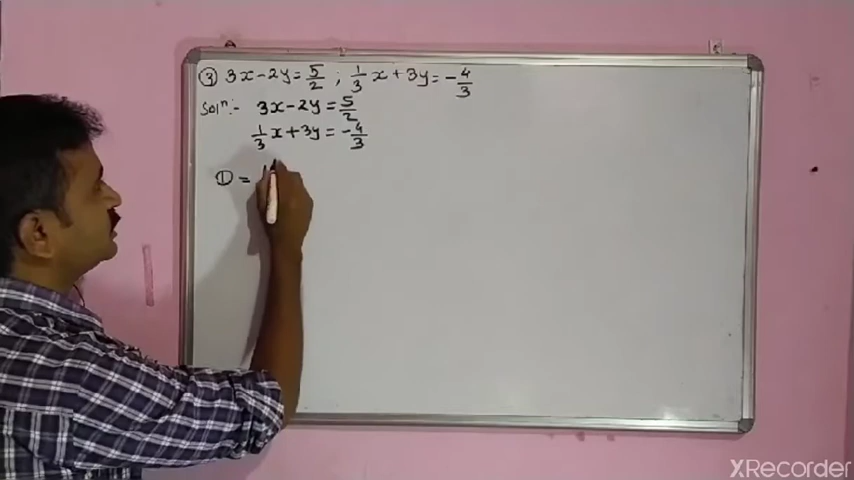 ③ 3x-2y=5/2 ; 1/3 x+3y=-4/3
Solⁿ:- 3x-2y=5/2
1/3 x+3y=-4/3
① =
XRecorder